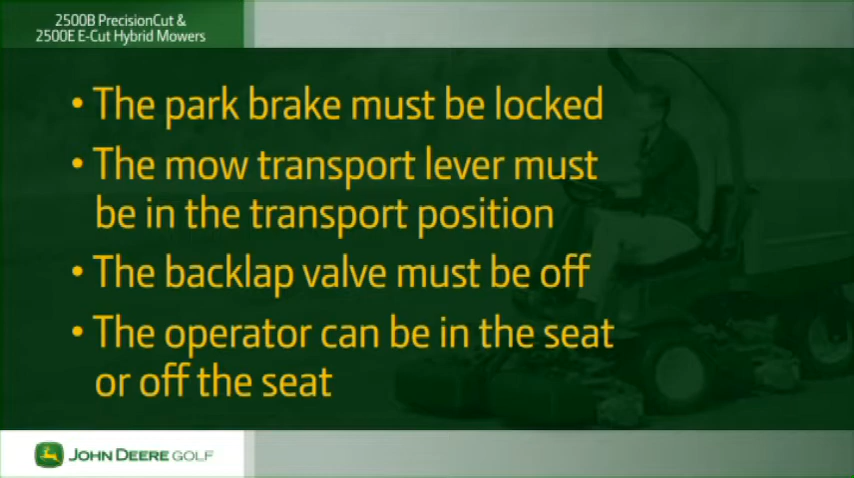 2500B PrecisionCut &
2500E E-Cut Hybrid Mowers
• The park brake must be locked
• The mow transport lever must
be in the transport position
• The backlap valve must be off
• The operator can be in the seat
or off the seat
JOHN DEERE GOLF